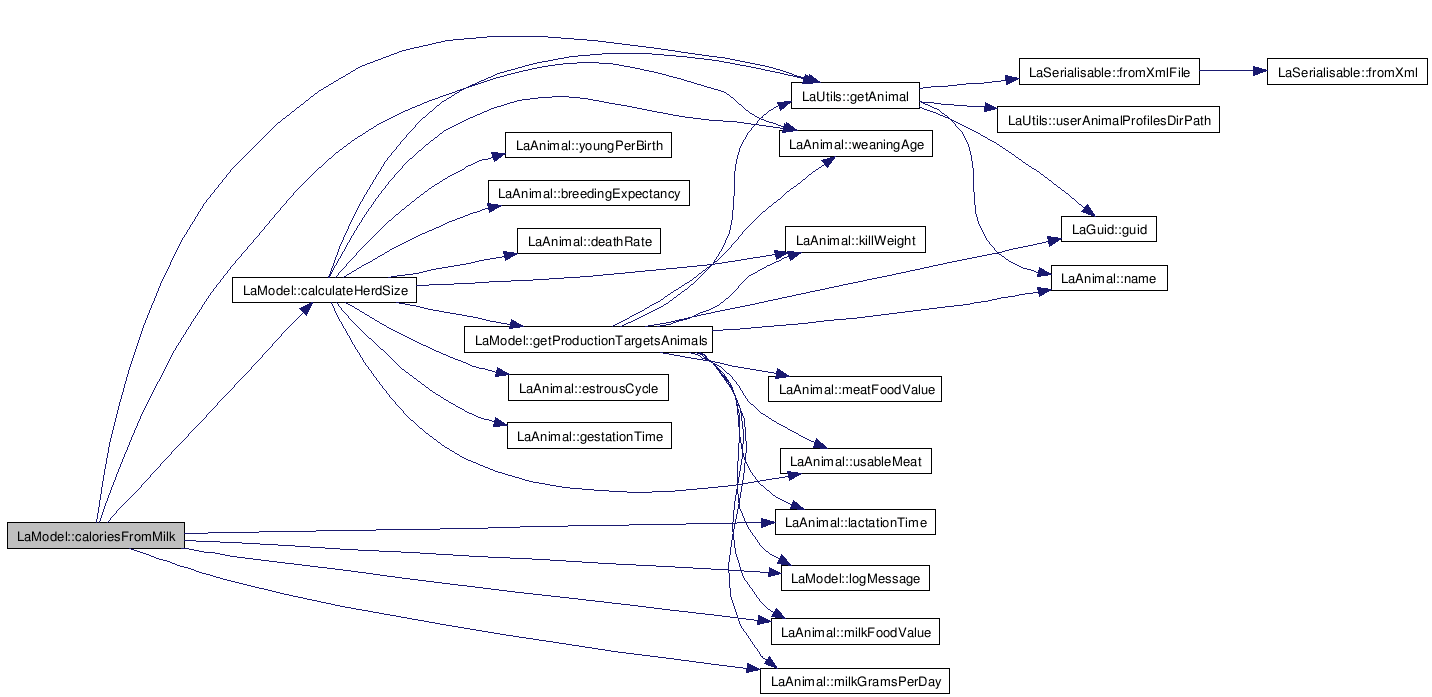 LaSerialisable::fromXmlFile
LaSerialisable::fromXml
LaUtils::getAnimal
LaUtils::userAnimalProfilesDirPath
LaAnimal::youngPerBirth
LaAnimal::weaningAge
LaAnimal::breedingExpectancy
LaGuid::guid
LaAnimal::deathRate
LaAnimal::killWeight
LaAnimal::name
LaModel::calculateHerdSize
LaModel::getProductionTargetsAnimals
LaAnimal::estrousCycle
LaAnimal::meatFoodValue
LaAnimal::gestationTime
LaAnimal::usableMeat
LaAnimal::lactationTime
LaModel::caloriesFromMilk
LaModel::logMessage
LaAnimal::milkFoodValue
LaAnimal::milkGramsPerDay